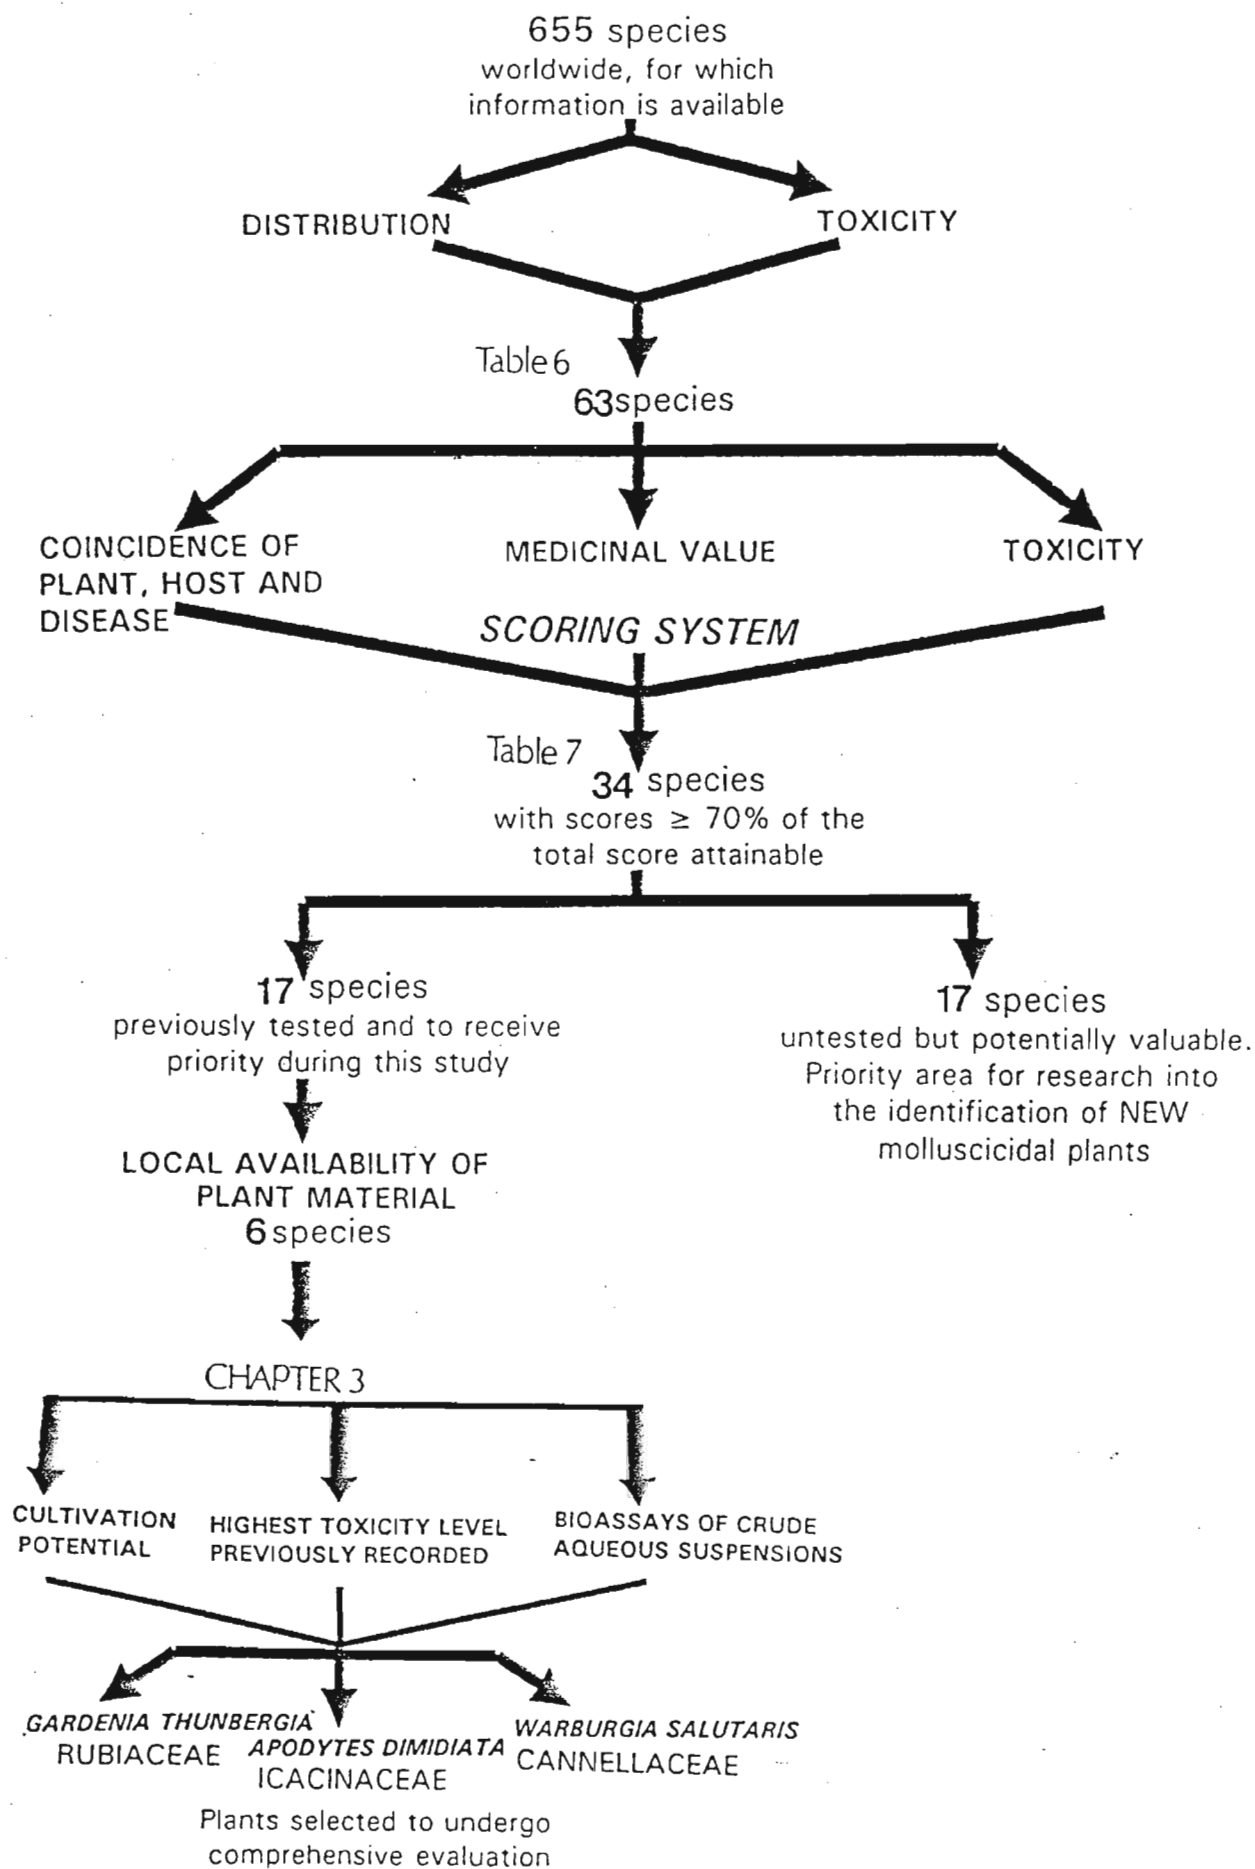 655 species
worldwide, for which
information is available
DISTRIBUTION
TOXICITY
Table 6
63 species
COINCIDENCE OF
PLANT, HOST AND
DISEASE
MEDICINAL VALUE
TOXICITY
SCORING SYSTEM
Table 7
34 species
with scores ≥ 70% of the
total score attainable
17 species
previously tested and to receive
priority during this study
17 species
untested but potentially valuable.
Priority area for research into
the identification of NEW
molluscicidal plants
LOCAL AVAILABILITY OF
PLANT MATERIAL
6 species
CHAPTER 3
CULTIVATION
POTENTIAL
HIGHEST TOXICITY LEVEL
PREVIOUSLY RECORDED
BIOASSAYS OF CRUDE
AQUEOUS SUSPENSIONS
GARDENIA THUNBERGIA
RUBIACEAE
APODYTES DIMIDIATA
ICACINACEAE
WARBURGIA SALUTARIS
CANNELLACEAE
Plants selected to undergo
comprehensive evaluation